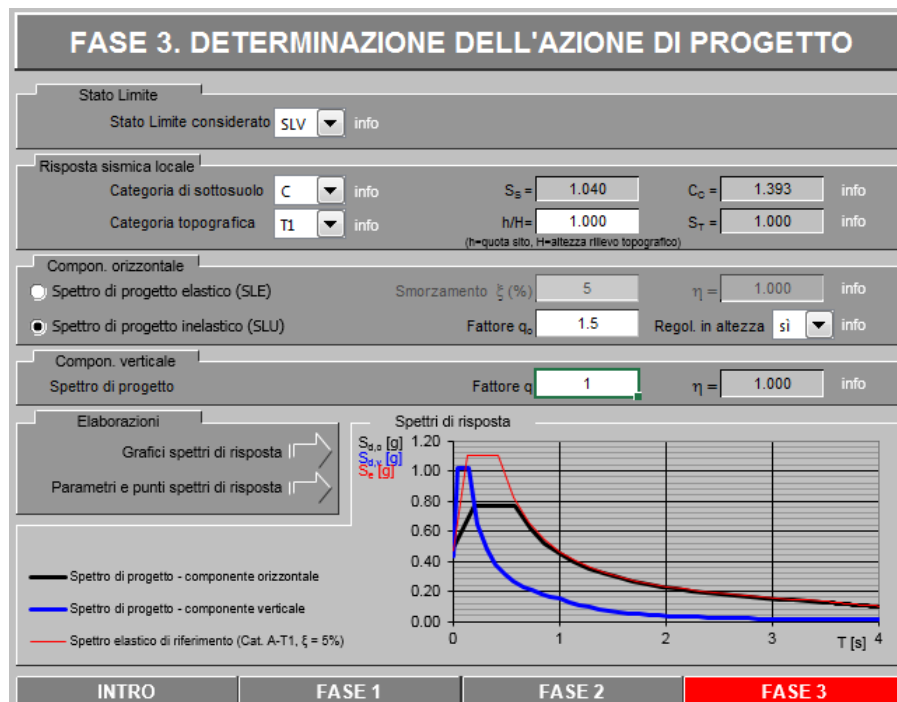 FASE 3. DETERMINAZIONE DELL'AZIONE DI PROGETTO
Stato Limite
Stato Limite considerato SLV info
Risposta sismica locale
Categoria di sottosuolo C info SS = 1.040 CC = 1.393 info
Categoria topografica T1 info h/H= 1.000 ST = 1.000 info
(h=quota sito, H=altezza rilievo topografico)
Compon. orizzontale
Spettro di progetto elastico (SLE) Smorzamento ξ (%) 5 η = 1.000 info
Spettro di progetto inelastico (SLU) Fattore qo 1.5 Regol. in altezza sì info
Compon. verticale
Spettro di progetto Fattore q 1 η = 1.000 info
Elaborazioni
Grafici spettri di risposta
Parametri e punti spettri di risposta
Spettri di risposta
Sd,o [g]
Sd,v [g]
Se [g]
1.20
1.00
0.80
0.60
0.40
0.20
0.00
0 1 2 3 4
T [s]
Spettro di progetto - componente orizzontale
Spettro di progetto - componente verticale
Spettro elastico di riferimento (Cat. A-T1, ξ = 5%)
INTRO FASE 1 FASE 2 FASE 3